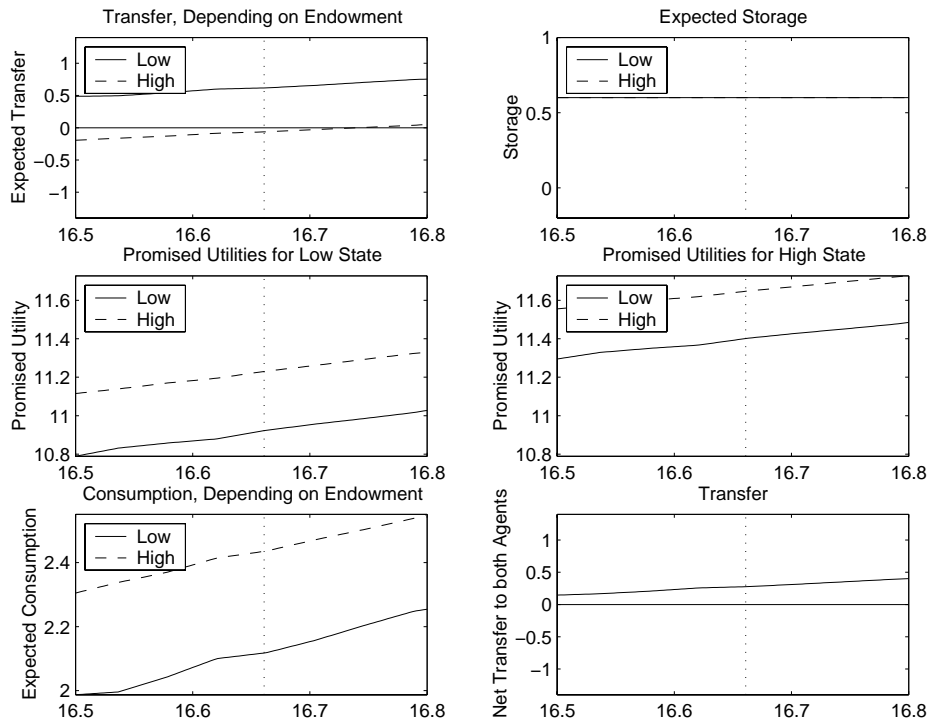 Transfer, Depending on Endowment
Expected Transfer
1
0.5
0
−0.5
−1
Low
High
16.5 16.6 16.7 16.8
Expected Storage
Storage
1
0.5
0
Low
High
16.5 16.6 16.7 16.8
Promised Utilities for Low State
Promised Utility
11.6
11.4
11.2
11
10.8
Low
High
16.5 16.6 16.7 16.8
Promised Utilities for High State
Promised Utility
11.6
11.4
11.2
11
10.8
Low
High
16.5 16.6 16.7 16.8
Consumption, Depending on Endowment
Expected Consumption
2.4
2.2
2
Low
High
16.5 16.6 16.7 16.8
Transfer
Net Transfer to both Agents
1
0.5
0
−0.5
−1
16.5 16.6 16.7 16.8